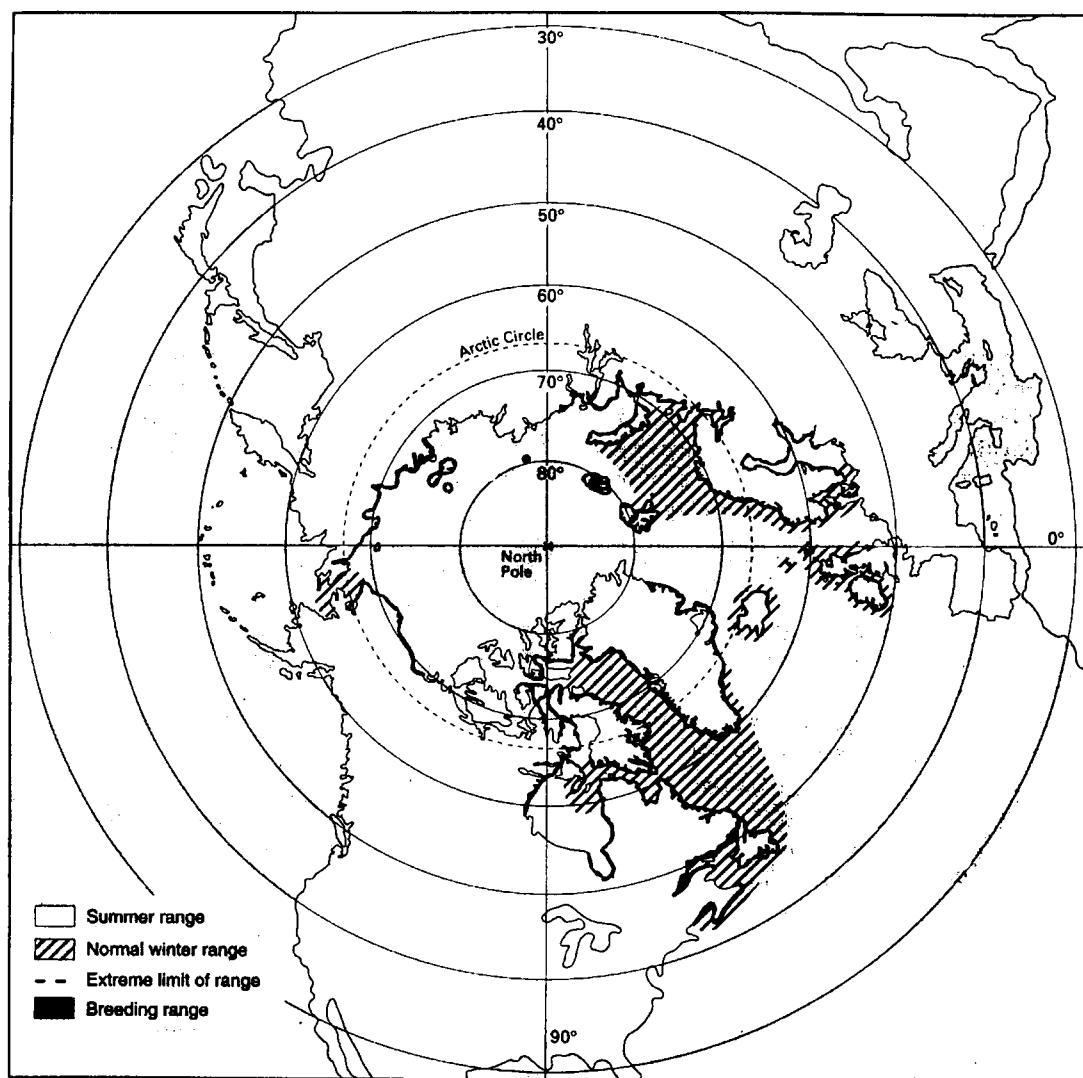 30°
40°
50°
60°
Arctic Circle
70°
80°
North
Pole
0°
90°
Summer range
Normal winter range
Extreme limit of range
Breeding range